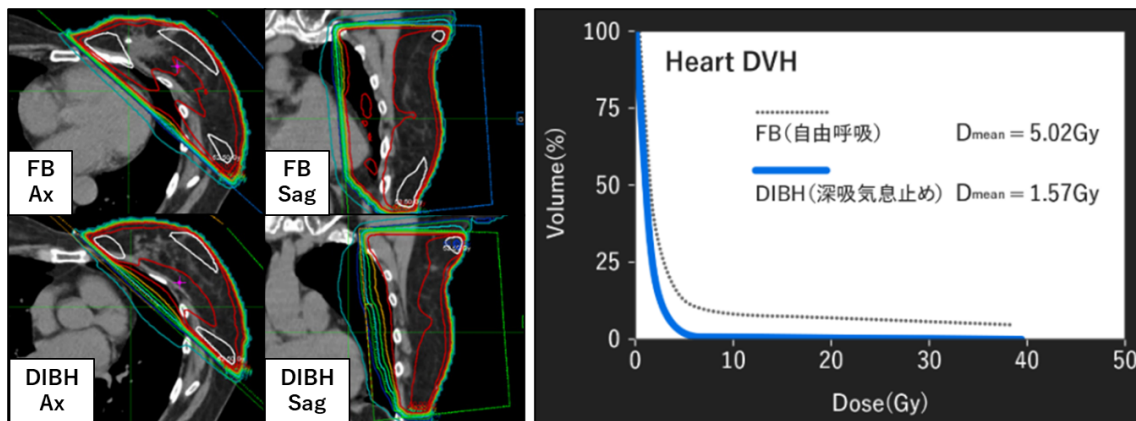 FB
Ax
FB
Sag
DIBH
Ax
DIBH
Sag
Heart DVH
FB(自由呼吸) Dmean = 5.02Gy
DIBH(深吸気息止め) Dmean = 1.57Gy
Volume(%)
100
75
50
25
0
0 10 20 30 40 50
Dose(Gy)